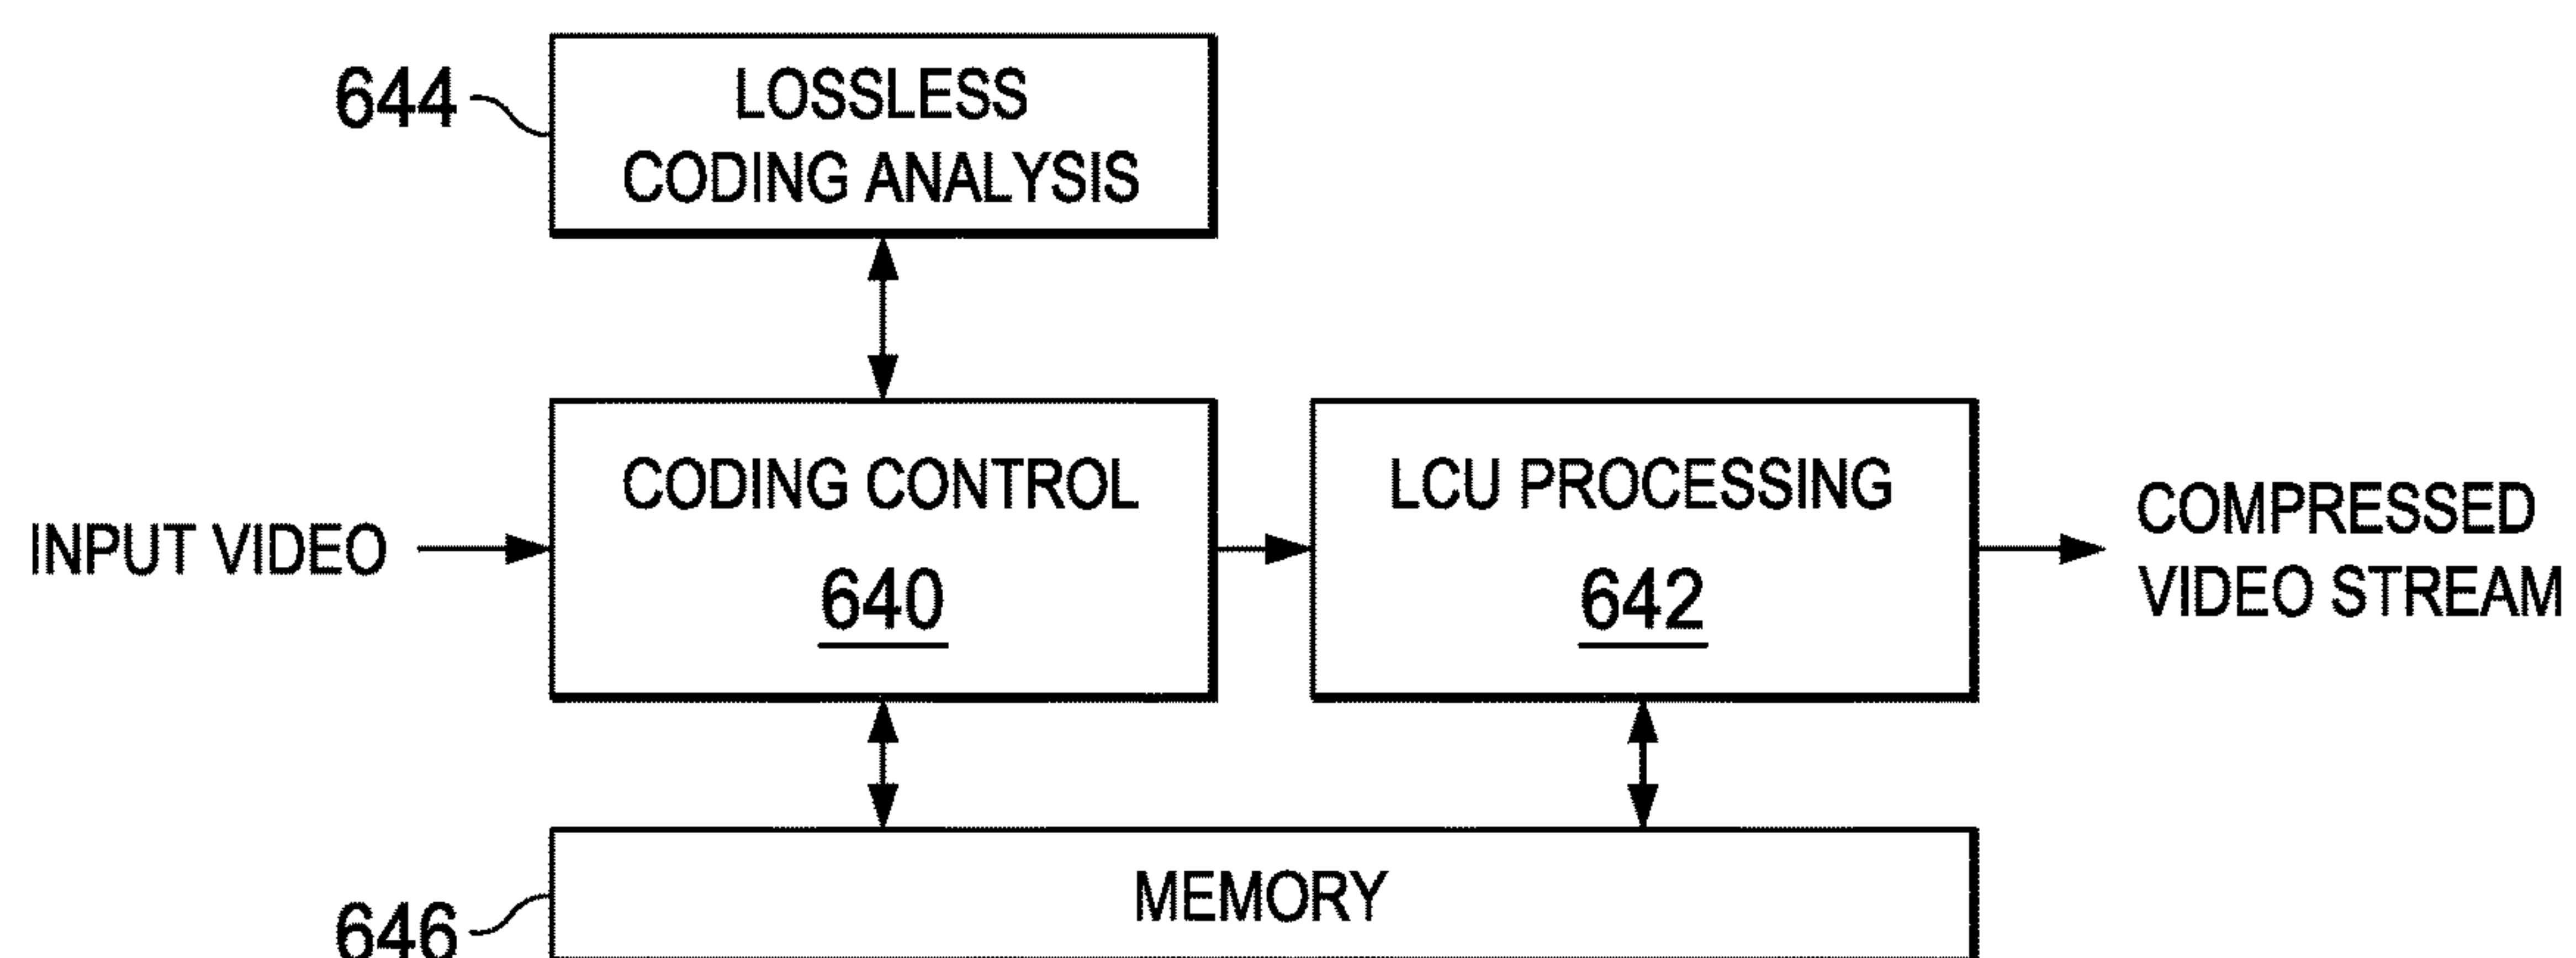 644
LOSSLESS
CODING ANALYSIS
INPUT VIDEO
CODING CONTROL
640
LCU PROCESSING
642
COMPRESSED
VIDEO STREAM
646
MEMORY